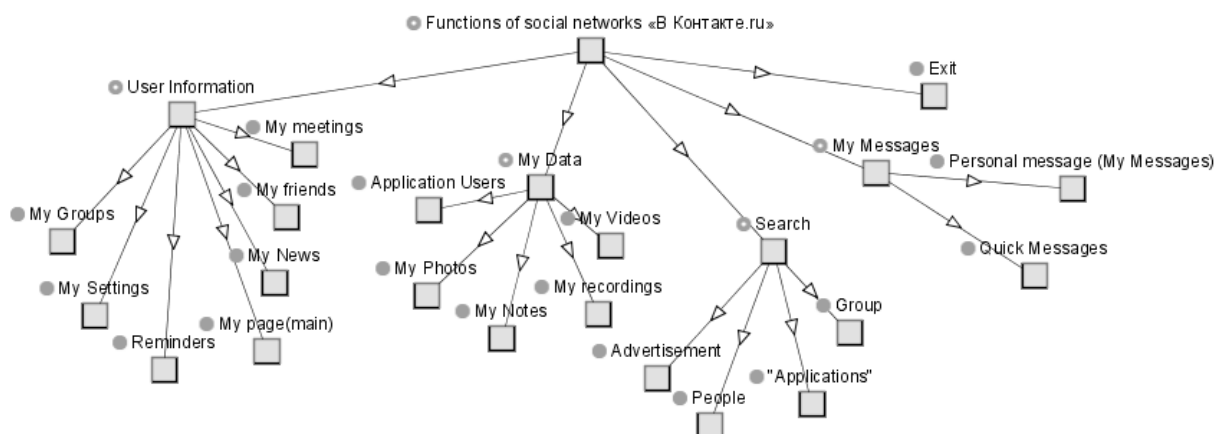 Functions of social networks «В Контакте.ru»
Exit
User Information
My meetings
My Messages
Personal message (My Messages)
My Data
Application Users
My friends
My Groups
My Videos
Search
My News
Quick Messages
My Photos
My Settings
My recordings
Group
My Notes
My page(main)
Reminders
Advertisement
"Applications"
People